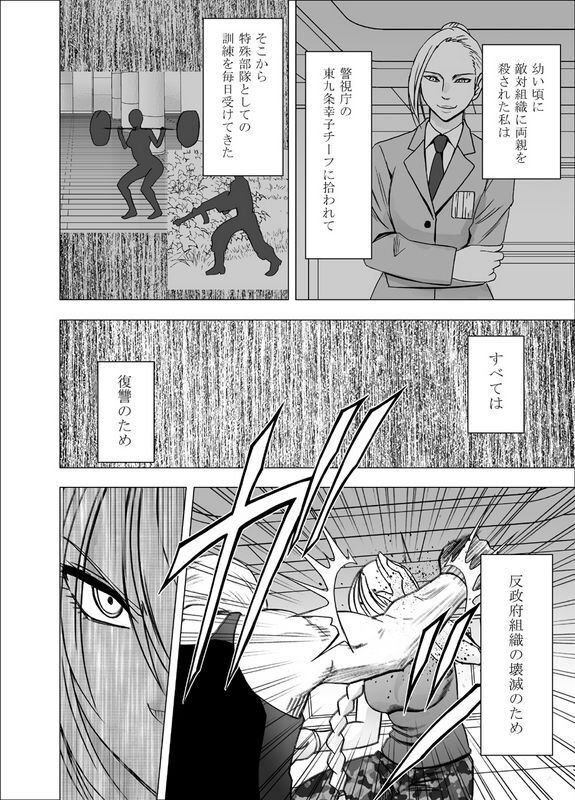 幼い頃に
敵対組織に両親を
殺された私は
警視庁の
東九条幸子チーフに拾われて
そこから
特殊部隊としての
訓練を毎日受けてきた
すべては
復讐のため
反政府組織の壊滅のため